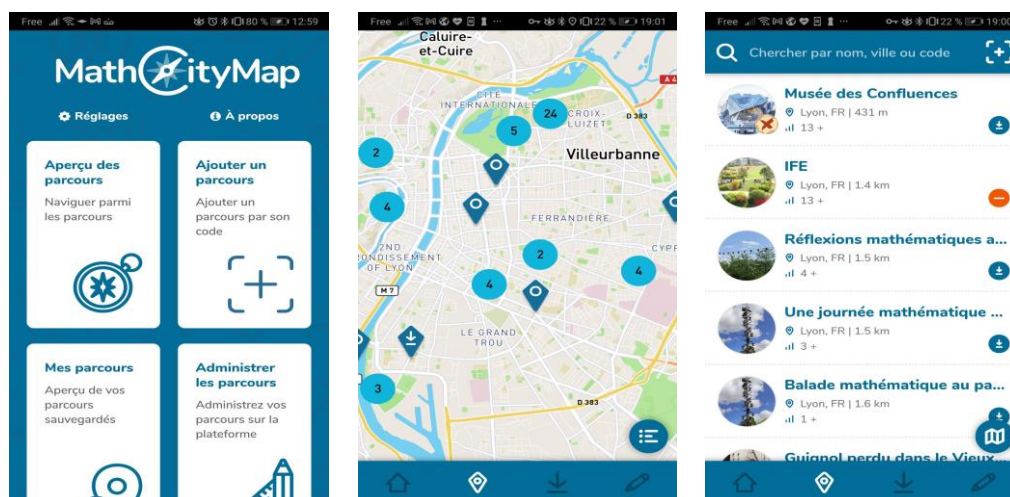 Free 80 % 12:59
MathCityMap
Réglages
À propos
Aperçu des
parcours
Naviguer parmi
les parcours
Ajouter un
parcours
Ajouter un
parcours par son
code
Mes parcours
Aperçu de vos
parcours
sauvegardés
Administrer
les parcours
Administrez vos
parcours sur la
plateforme
Free ··· 22 % 19:01
Caluire-
et-Cuire
CITÉ
INTERNATIONALE
24
CROIX-
LUIZET
D 383
5
2
Villeurbanne
4
FERRANDIÈRE
2ND
OF LYON
2
4
4
M 7
LE GRAND
TROU
3
D 383
Free ··· 22 % 19:00
Chercher par nom, ville ou code
Musée des Confluences
Lyon, FR | 431 m
13 +
IFE
Lyon, FR | 1.4 km
13 +
Réflexions mathématiques a...
Lyon, FR | 1.5 km
4 +
Une journée mathématique ...
Lyon, FR | 1.5 km
3 +
Balade mathématique au pa...
Lyon, FR | 1.6 km
1 +
Guignol perdu dans le Vieux...